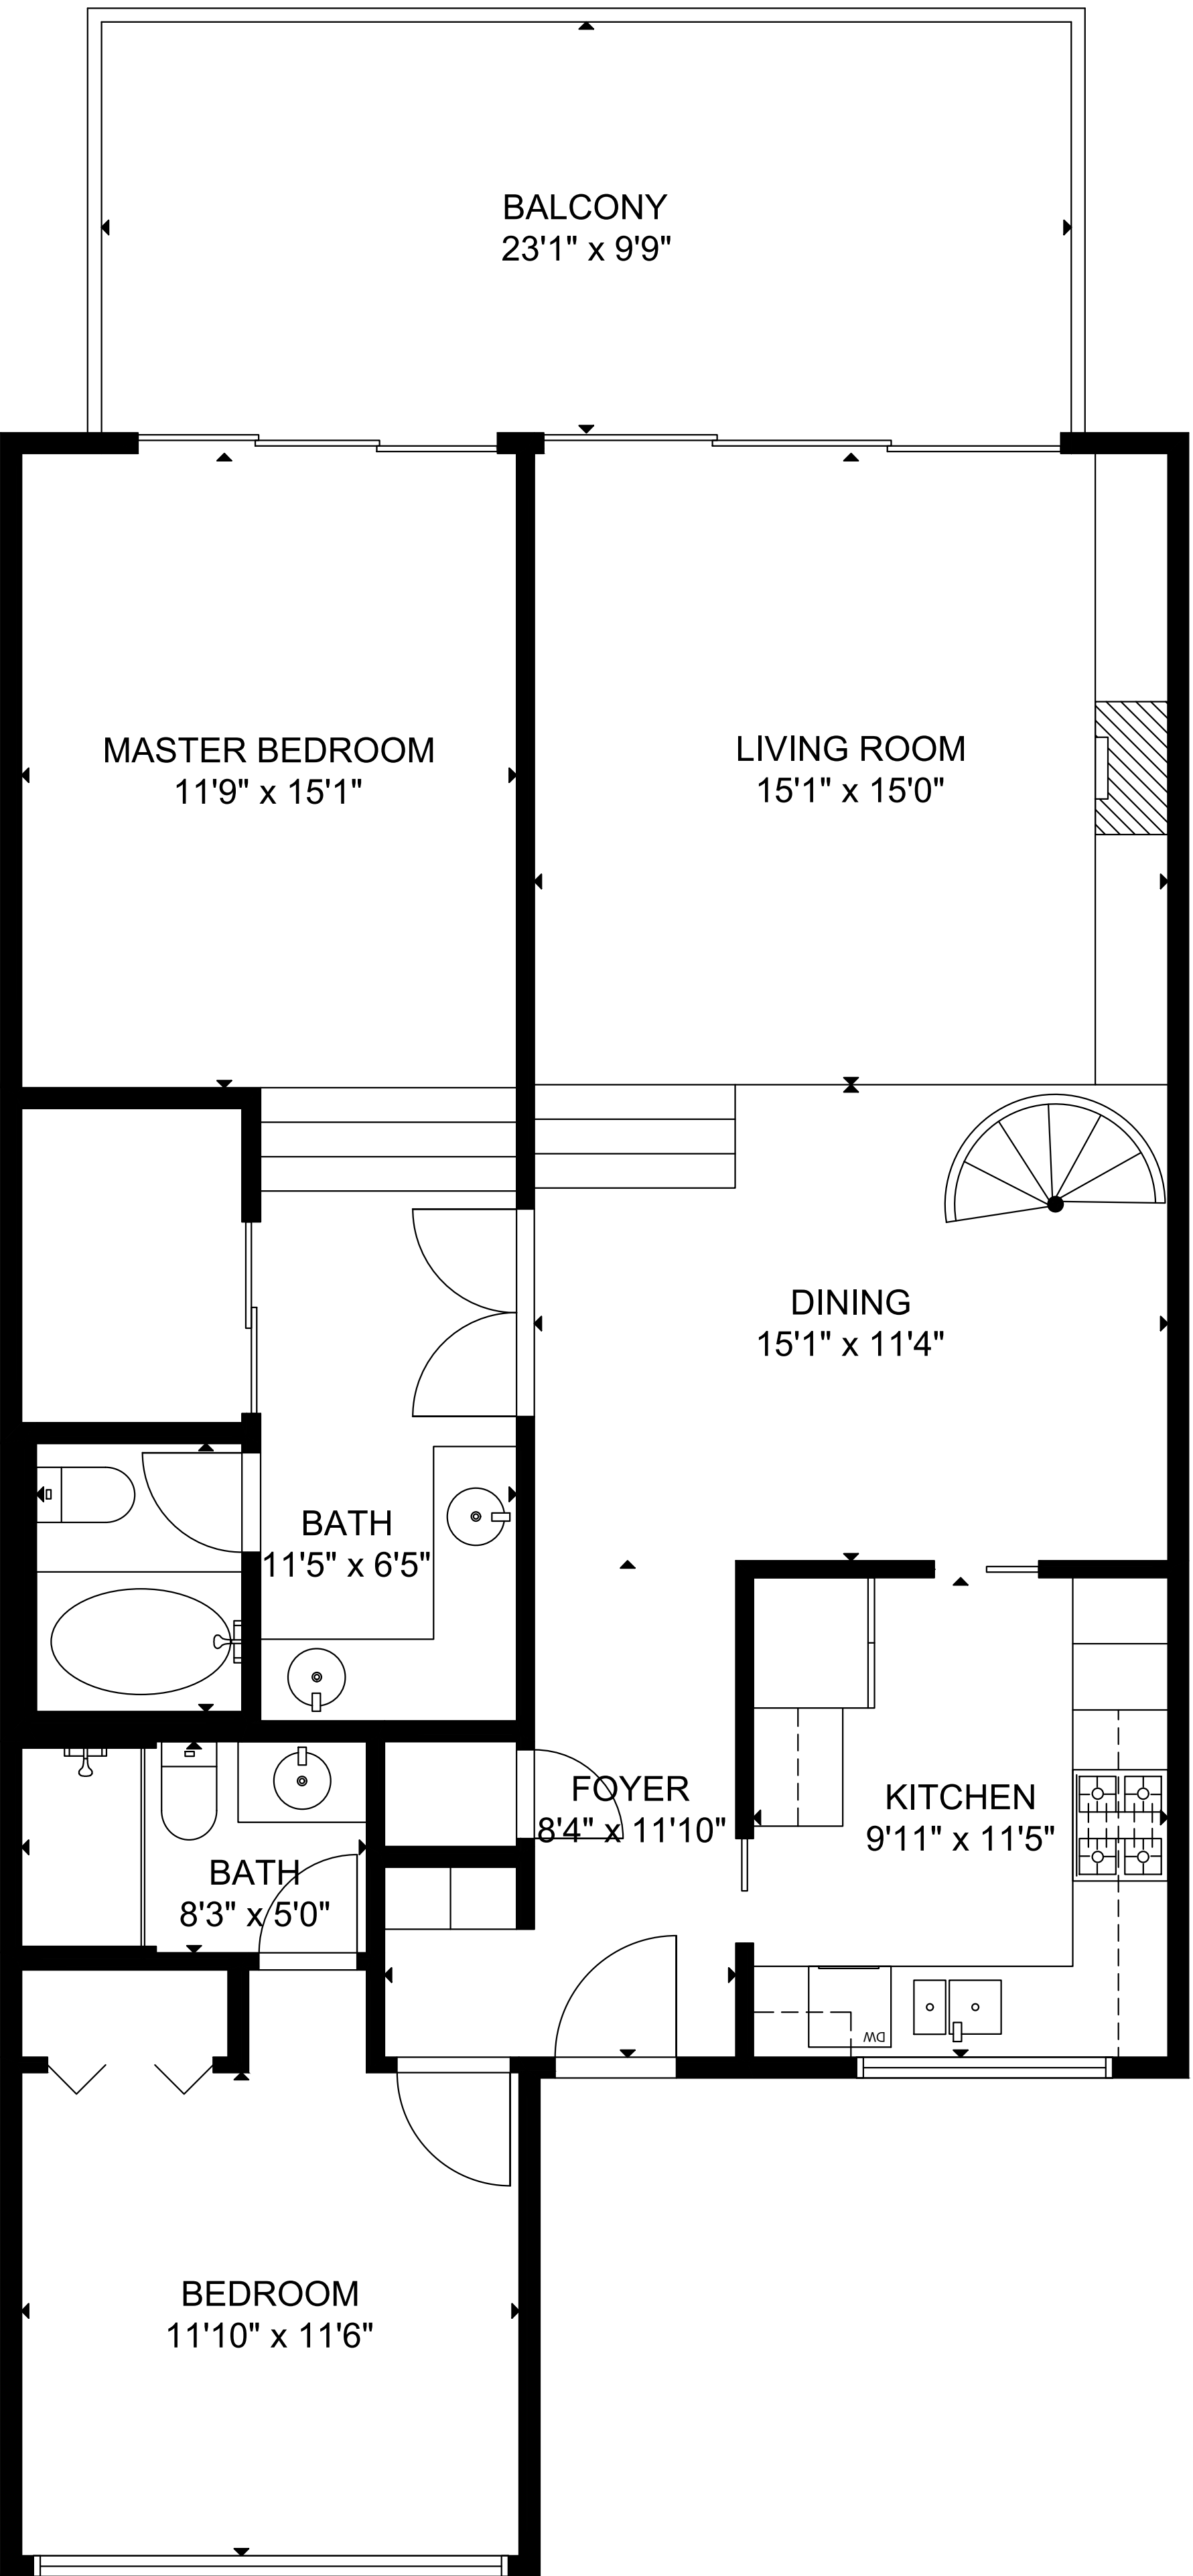 BALCONY
23'1" x 9'9"
MASTER BEDROOM
11'9" x 15'1"
LIVING ROOM
15'1" x 15'0"
DINING
15'1" x 11'4"
BATH
11'5" x 6'5"
FOYER
8'4" x 11'10"
KITCHEN
9'11" x 11'5"
BATH
8'3" x 5'0"
DW
BEDROOM
11'10" x 11'6"